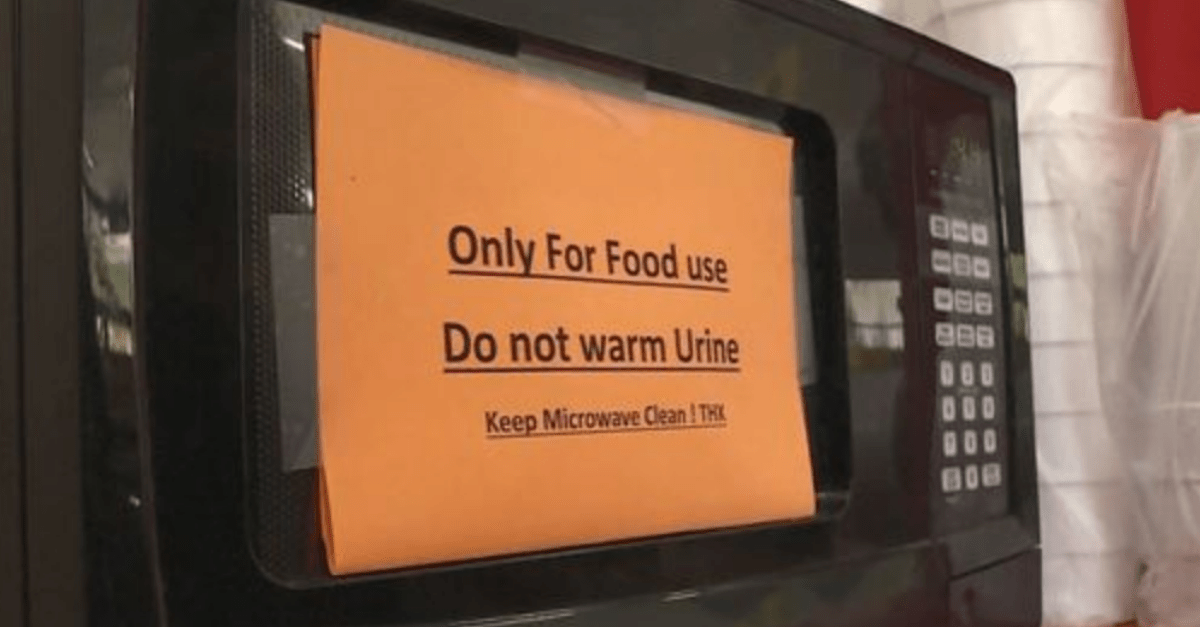 Only For Food use
Do not warm Urine
Keep Microwave Clean ! THX